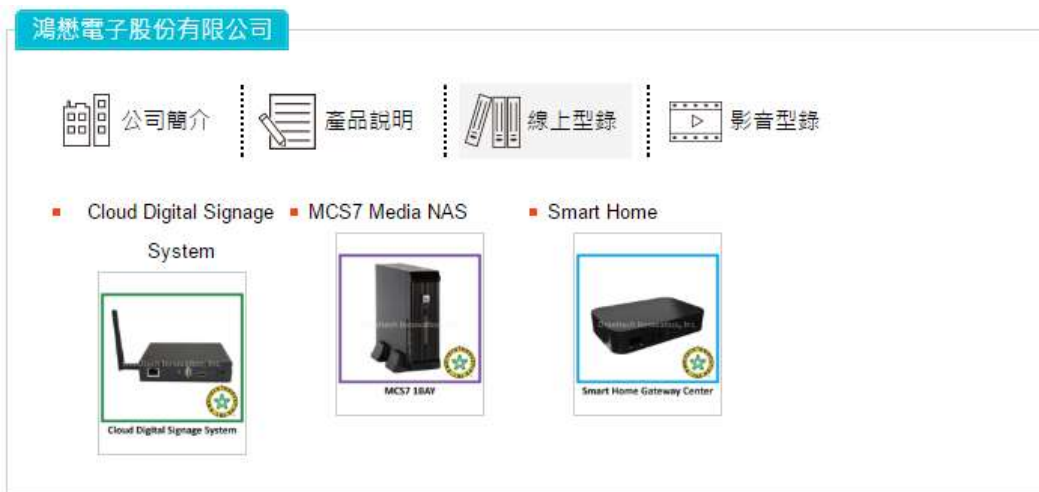 鴻懋電子股份有限公司
公司簡介
產品說明
線上型錄
影音型錄
Cloud Digital Signage
System
MCS7 Media NAS
Smart Home
Cloud Digital Signage System
MCS7 1BAY
Smart Home Gateway Center